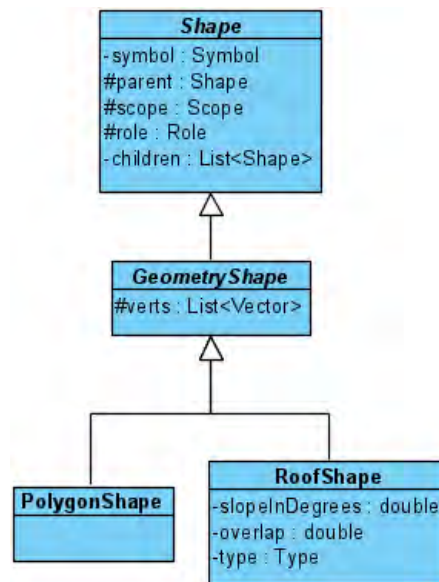 Shape
-symbol : Symbol
#parent : Shape
#scope : Scope
#role : Role
-children : List<Shape>
GeometryShape
#verts : List<Vector>
PolygonShape
RoofShape
-slopeInDegrees : double
-overlap : double
-type : Type